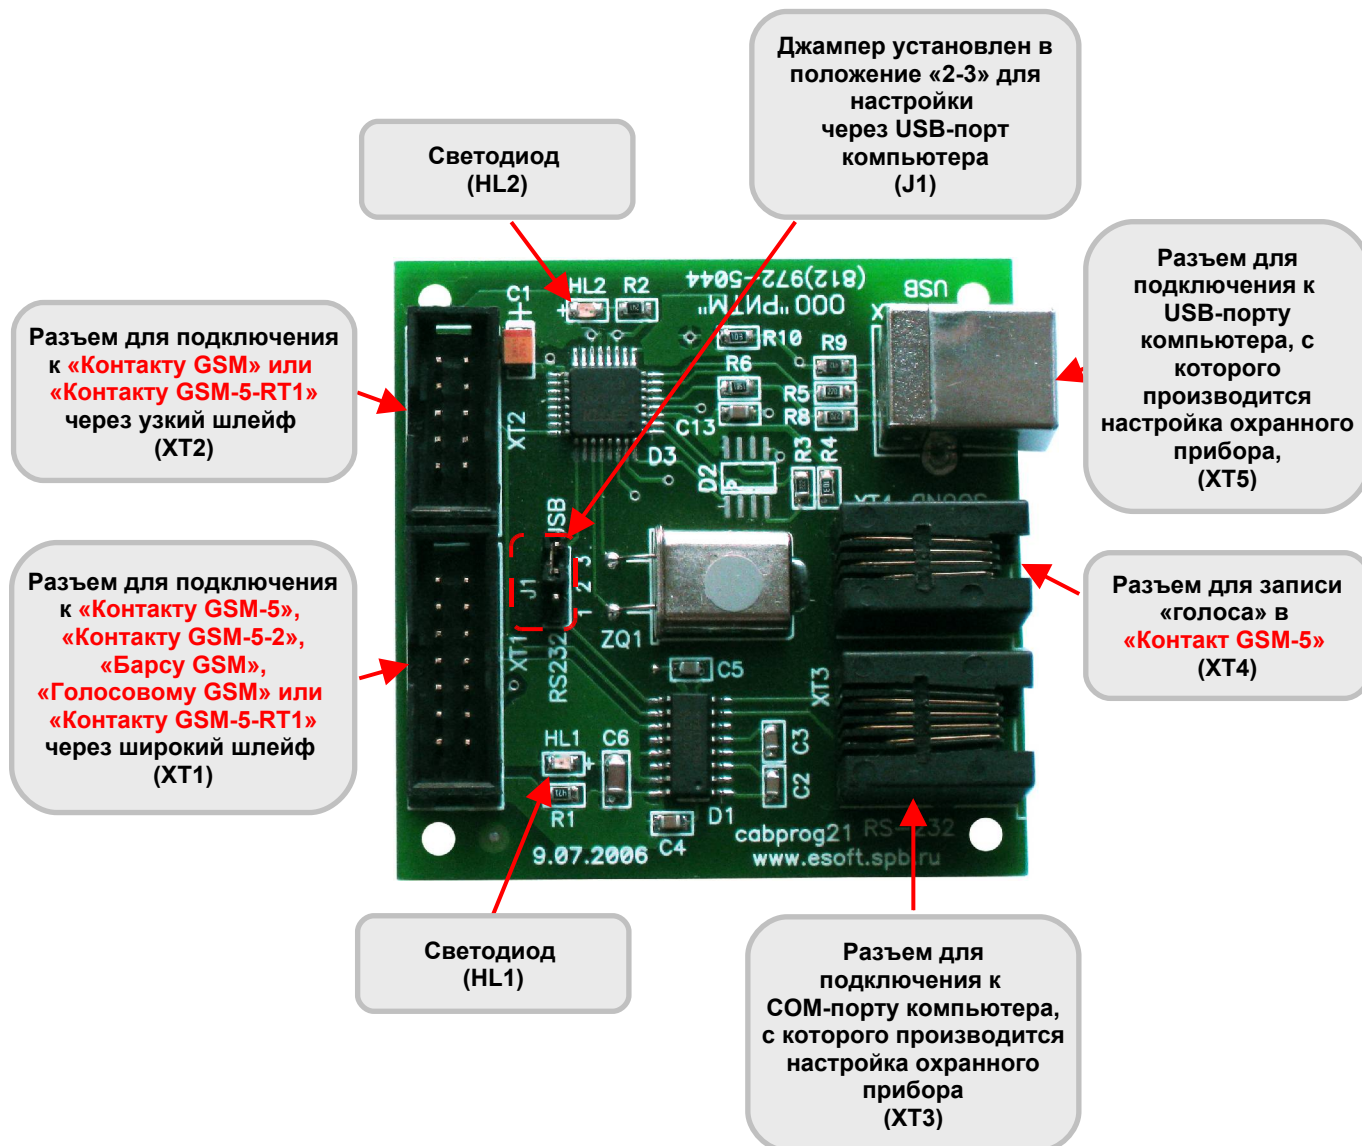 Джампер установлен в
положение «2-3» для
настройки
через USB-порт
компьютера
(J1)
Светодиод
(HL2)
Разъем для
подключения к
USB-порту
компьютера, с
которого
производится
настройка охранного
прибора,
(XT5)
Разъем для подключения
к «Контакту GSM» или
«Контакту GSM-5-RT1»
через узкий шлейф
(XT2)
Разъем для подключения
к «Контакту GSM-5»,
«Контакту GSM-5-2»,
«Барсу GSM»,
«Голосовому GSM» или
«Контакту GSM-5-RT1»
через широкий шлейф
(XT1)
Разъем для записи
«голоса» в
«Контакт GSM-5»
(XT4)
Светодиод
(HL1)
Разъем для
подключения к
COM-порту компьютера,
с которого производится
настройка охранного
прибора
(XT3)
(812)972-5044
ООО "РИТМ"
USB
C1
HL2
R2
+
R10
R9
R6
R5
R8
C13
XT2
D3
D2
R3
R4
XT4
SOUND
USB
J1
3
2
1
RS232
XT1
ZQ1
C5
XT3
HL1
+
C6
R1
C3
C2
D1
C4
cabprog21
RS-232
9.07.2006
www.esoft.spb.ru